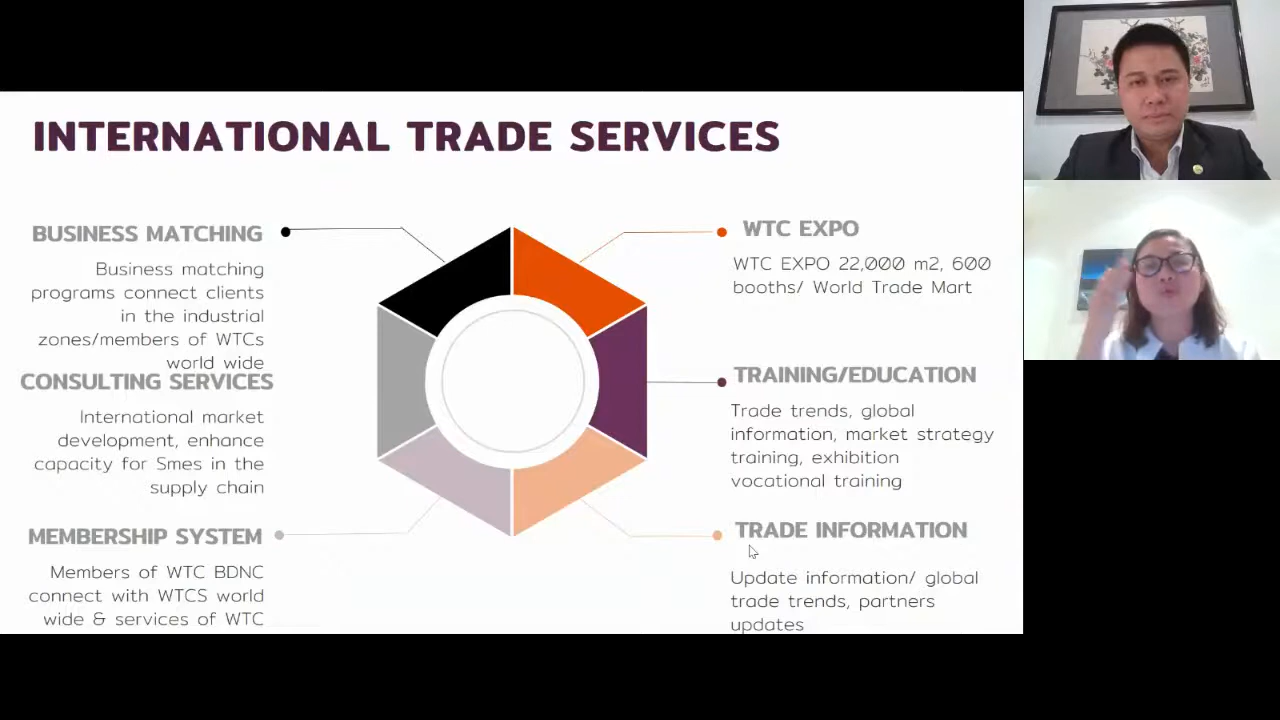 INTERNATIONAL TRADE SERVICES
BUSINESS MATCHING
Business matching
programs connect clients
in the industrial
zones/members of WTCs
world wide
CONSULTING SERVICES
International market
development, enhance
capacity for Smes in the
supply chain
MEMBERSHIP SYSTEM
Members of WTC BDNC
connect with WTCS world
wide & services of WTC
WTC EXPO
WTC EXPO 22,000 m2, 600
booths/ World Trade Mart
TRAINING/EDUCATION
Trade trends, global
information, market strategy
training, exhibition
vocational training
TRADE INFORMATION
Update information/ global
trade trends, partners
updates